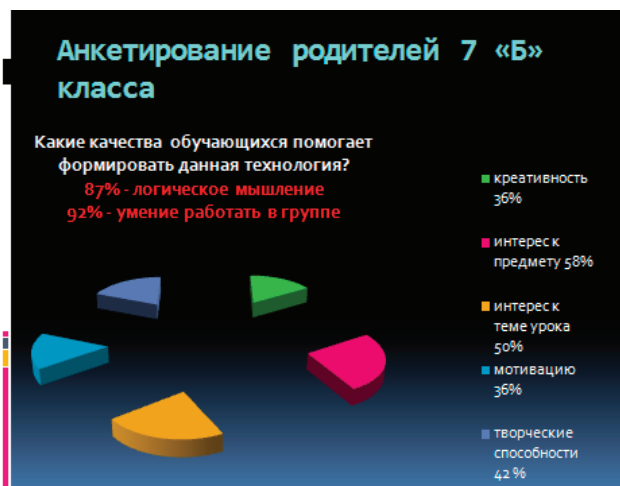 Анкетирование родителей 7 «Б»
класса
Какие качества обучающихся помогает
формировать данная технология?
87% - логическое мышление
92% - умение работать в группе
креативность
36%
интерес к
предмету 58%
интерес к
теме урока
50%
мотивацию
36%
творческие
способности
42 %